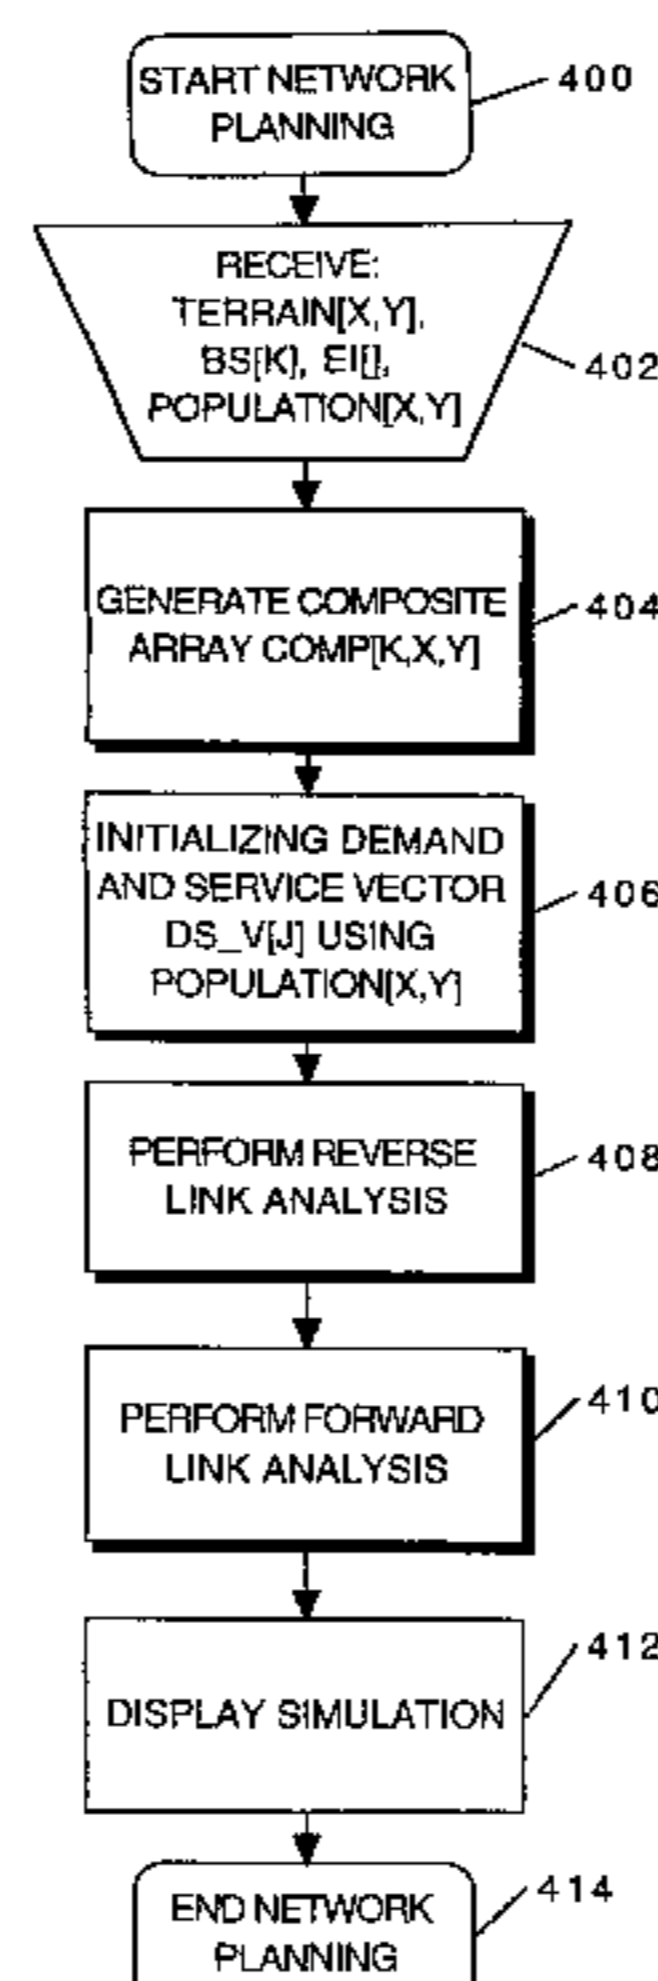 START NETWORK
PLANNING
400
RECEIVE:
TERRAIN[X,Y],
BS[K], EI[],
POPULATION[X,Y]
402
GENERATE COMPOSITE
ARRAY COMP[K,X,Y]
404
INITIALIZING DEMAND
AND SERVICE VECTOR
DS_V[J] USING
POPULATION[X,Y]
406
PERFORM REVERSE
LINK ANALYSIS
408
PERFORM FORWARD
LINK ANALYSIS
410
DISPLAY SIMULATION
412
END NETWORK
PLANNING
414